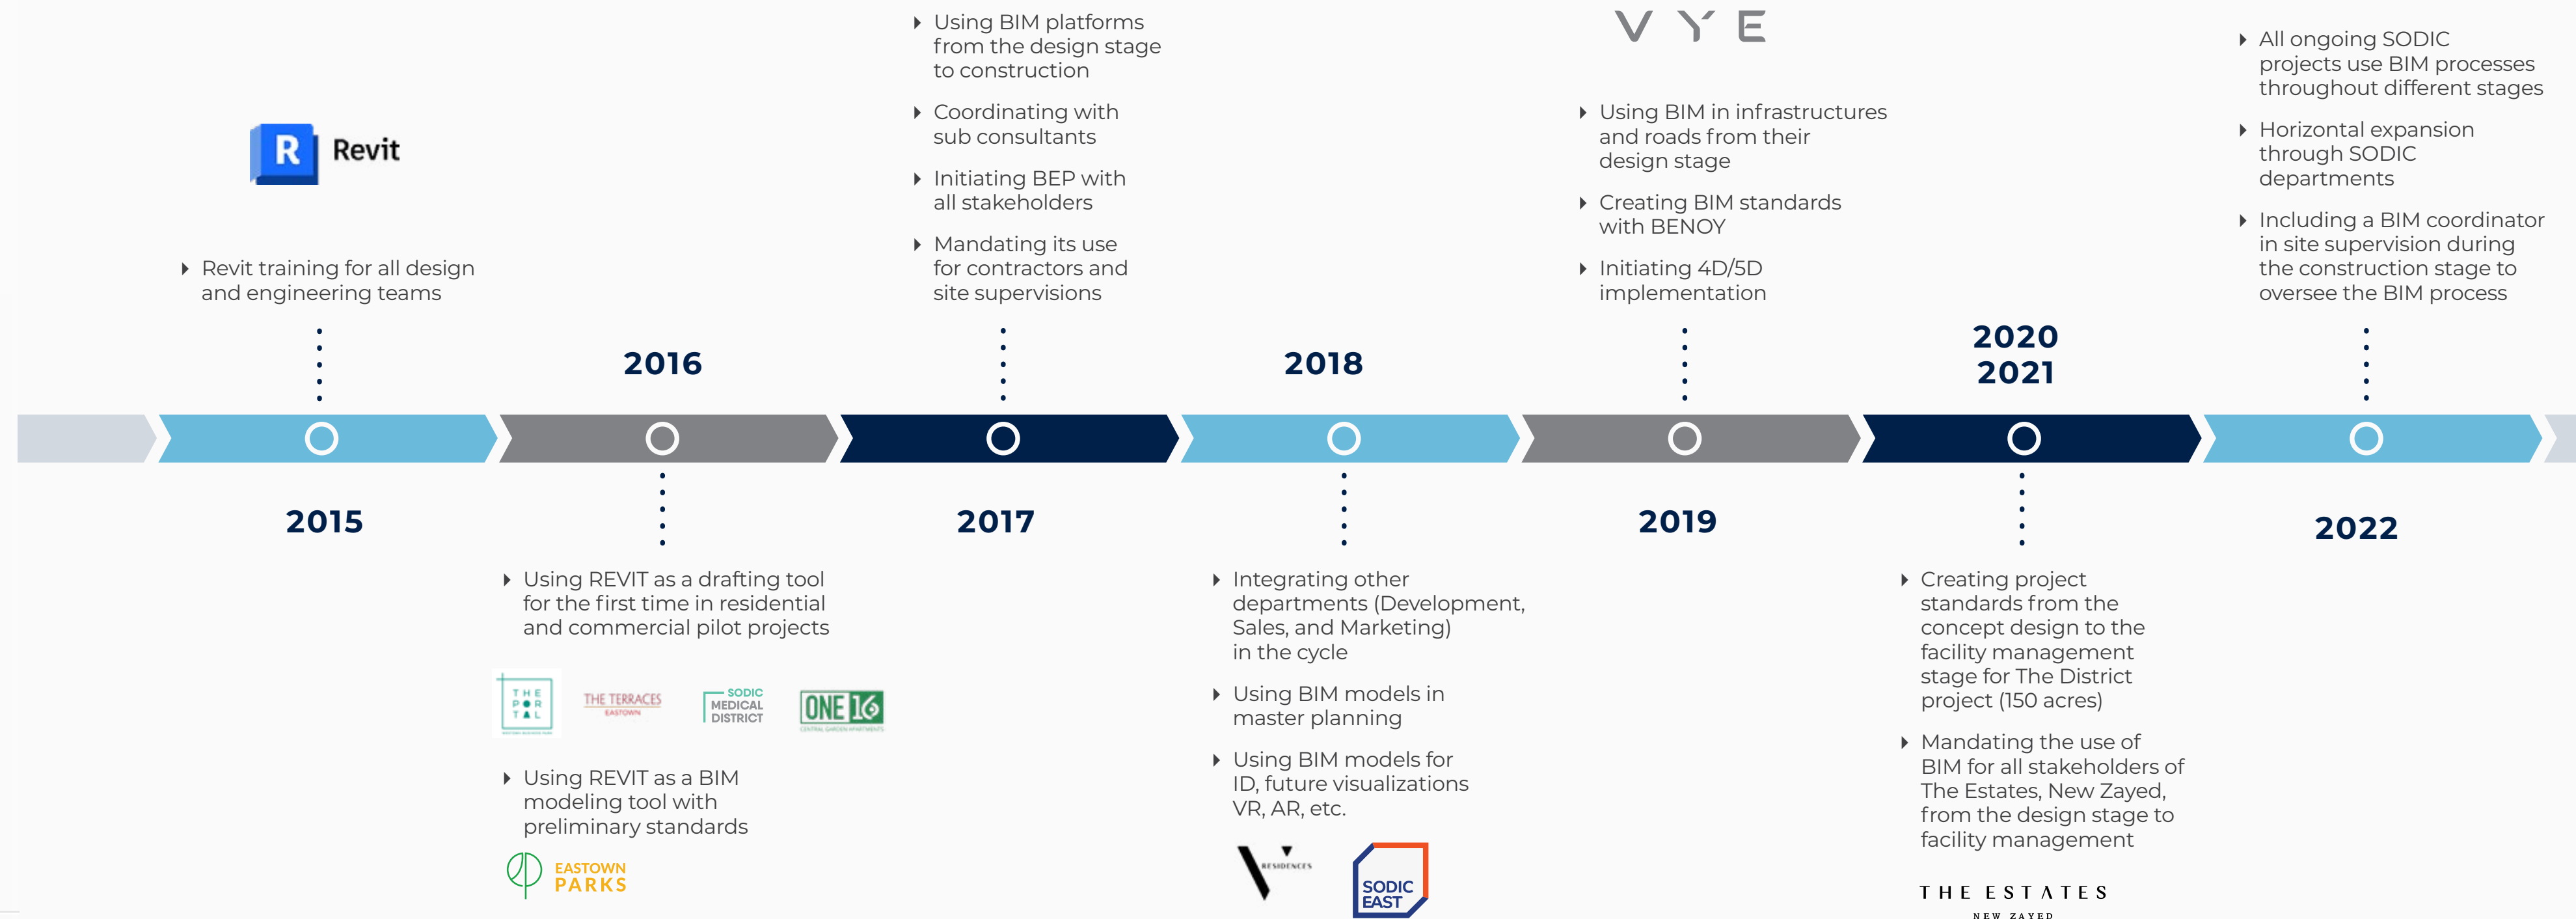 R Revit
Revit training for all design
and engineering teams
2015
2016
Using REVIT as a drafting tool
for the first time in residential
and commercial pilot projects
THE
POR
TAL
THE TERRACES
EASTOWN
SODIC
MEDICAL
DISTRICT
ONE16
CENTRAL GARDEN APARTMENTS
Using REVIT as a BIM
modeling tool with
preliminary standards
EASTOWN
PARKS
Using BIM platforms
from the design stage
to construction
Coordinating with
sub consultants
Initiating BEP with
all stakeholders
Mandating its use
for contractors and
site supervisions
2017
2018
Integrating other
departments (Development,
Sales, and Marketing)
in the cycle
Using BIM models in
master planning
Using BIM models for
ID, future visualizations
VR, AR, etc.
V RESIDENCES
SODIC
EAST
VYE
Using BIM in infrastructures
and roads from their
design stage
Creating BIM standards
with BENOY
Initiating 4D/5D
implementation
2019
2020
2021
Creating project
standards from the
concept design to the
facility management
stage for The District
project (150 acres)
Mandating the use of
BIM for all stakeholders of
The Estates, New Zayed,
from the design stage to
facility management
THE ESTATES
NEW ZAYED
All ongoing SODIC
projects use BIM processes
throughout different stages
Horizontal expansion
through SODIC
departments
Including a BIM coordinator
in site supervision during
the construction stage to
oversee the BIM process
2022